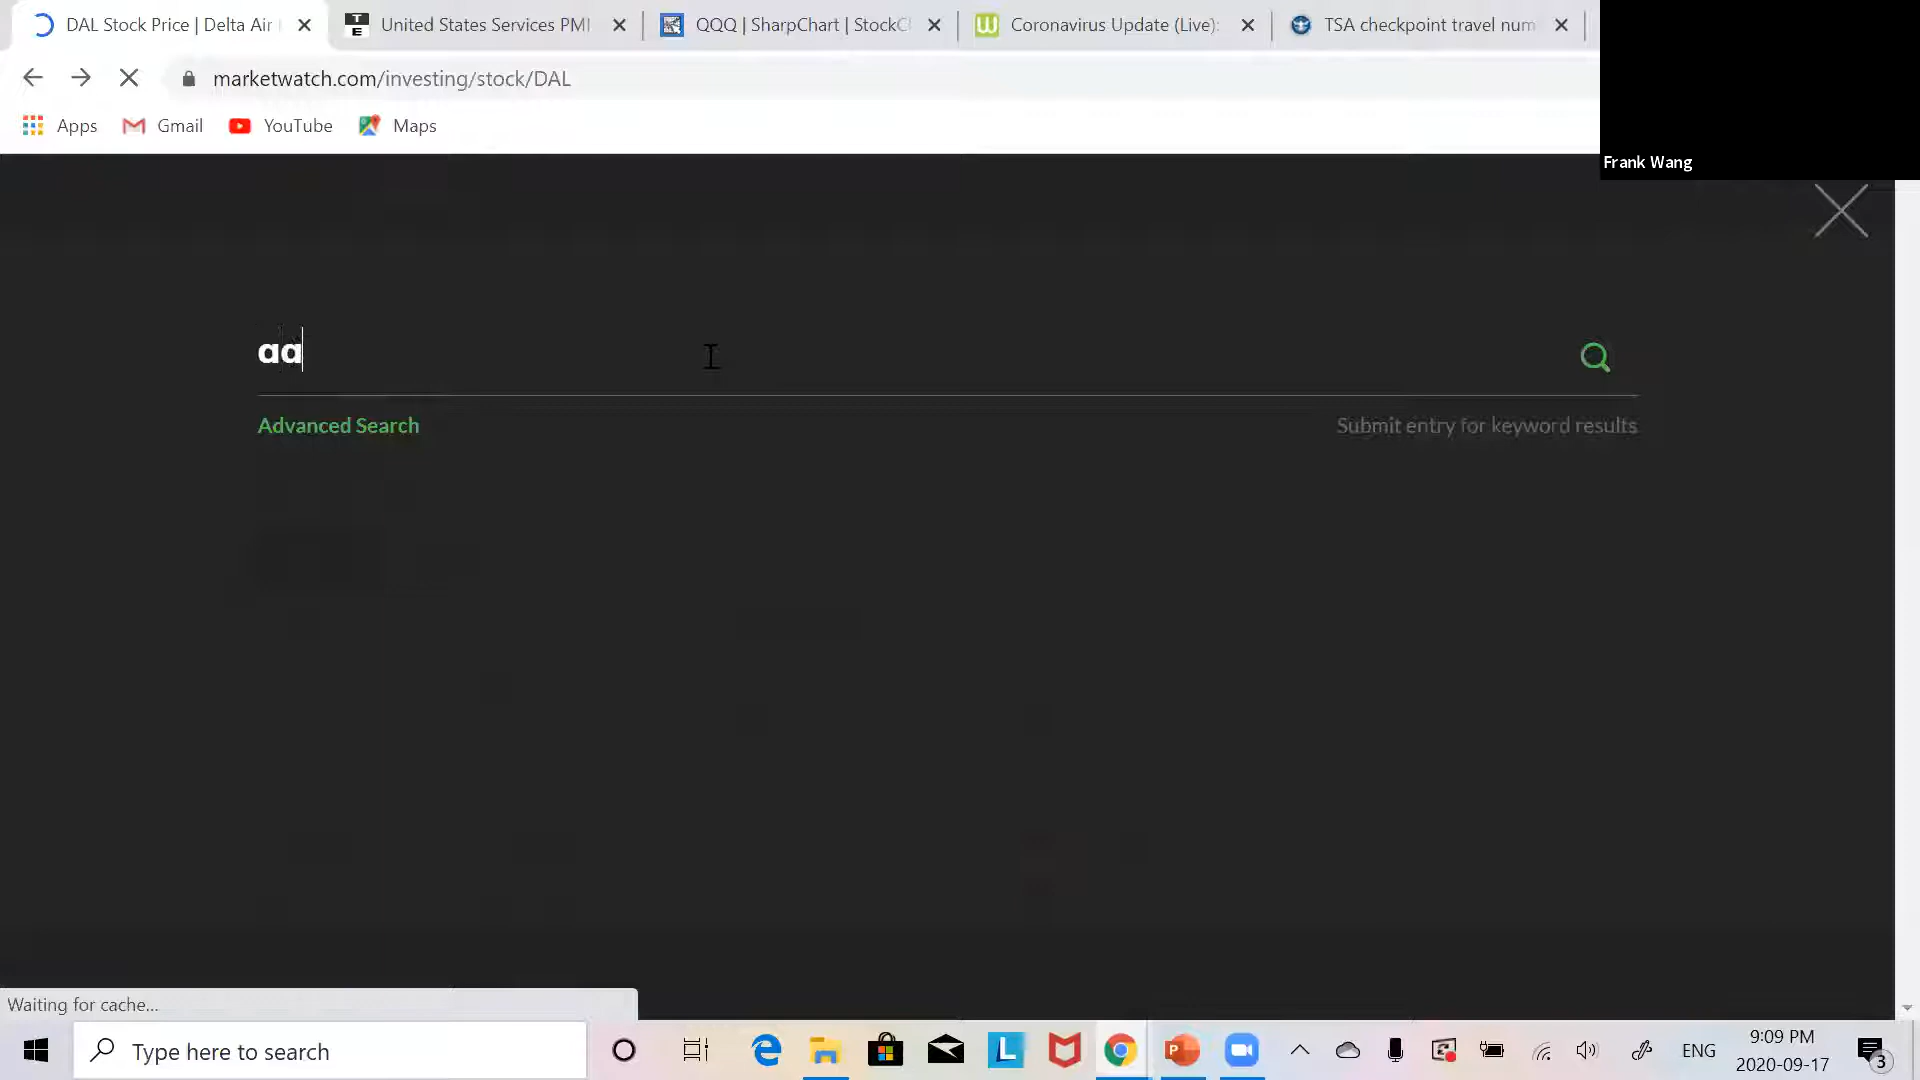 DAL Stock Price | Delta Air
United States Services PMI
QQQ | SharpChart | StockC
Coronavirus Update (Live):
TSA checkpoint travel num
marketwatch.com/investing/stock/DAL
Apps
Gmail
YouTube
Maps
Frank Wang
aa
Advanced Search
Submit entry for keyword results
Waiting for cache...
Type here to search
ENG
9:09 PM
2020-09-17
3